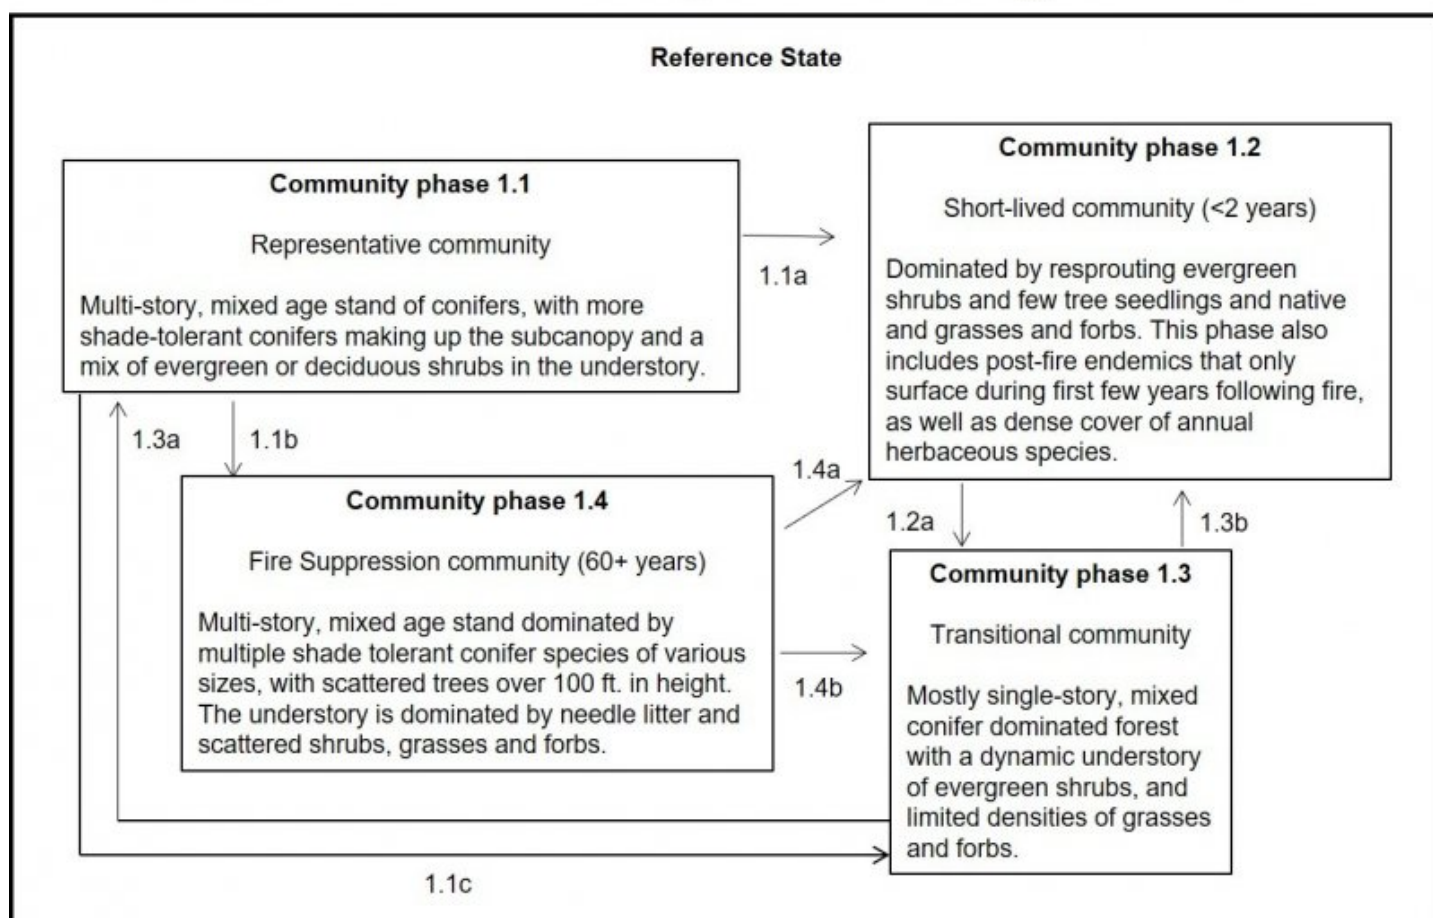 Reference State
Community phase 1.1
Representative community
Multi-story, mixed age stand of conifers, with more
shade-tolerant conifers making up the subcanopy and a
mix of evergreen or deciduous shrubs in the understory.
1.1a
Community phase 1.2
Short-lived community (<2 years)
Dominated by resprouting evergreen
shrubs and few tree seedlings and native
and grasses and forbs. This phase also
includes post-fire endemics that only
surface during first few years following fire,
as well as dense cover of annual
herbaceous species.
1.3a
1.1b
Community phase 1.4
Fire Suppression community (60+ years)
Multi-story, mixed age stand dominated by
multiple shade tolerant conifer species of various
sizes, with scattered trees over 100 ft. in height.
The understory is dominated by needle litter and
scattered shrubs, grasses and forbs.
1.4a
1.4b
1.2a
1.3b
Community phase 1.3
Transitional community
Mostly single-story, mixed
conifer dominated forest
with a dynamic understory
of evergreen shrubs, and
limited densities of grasses
and forbs.
1.1c